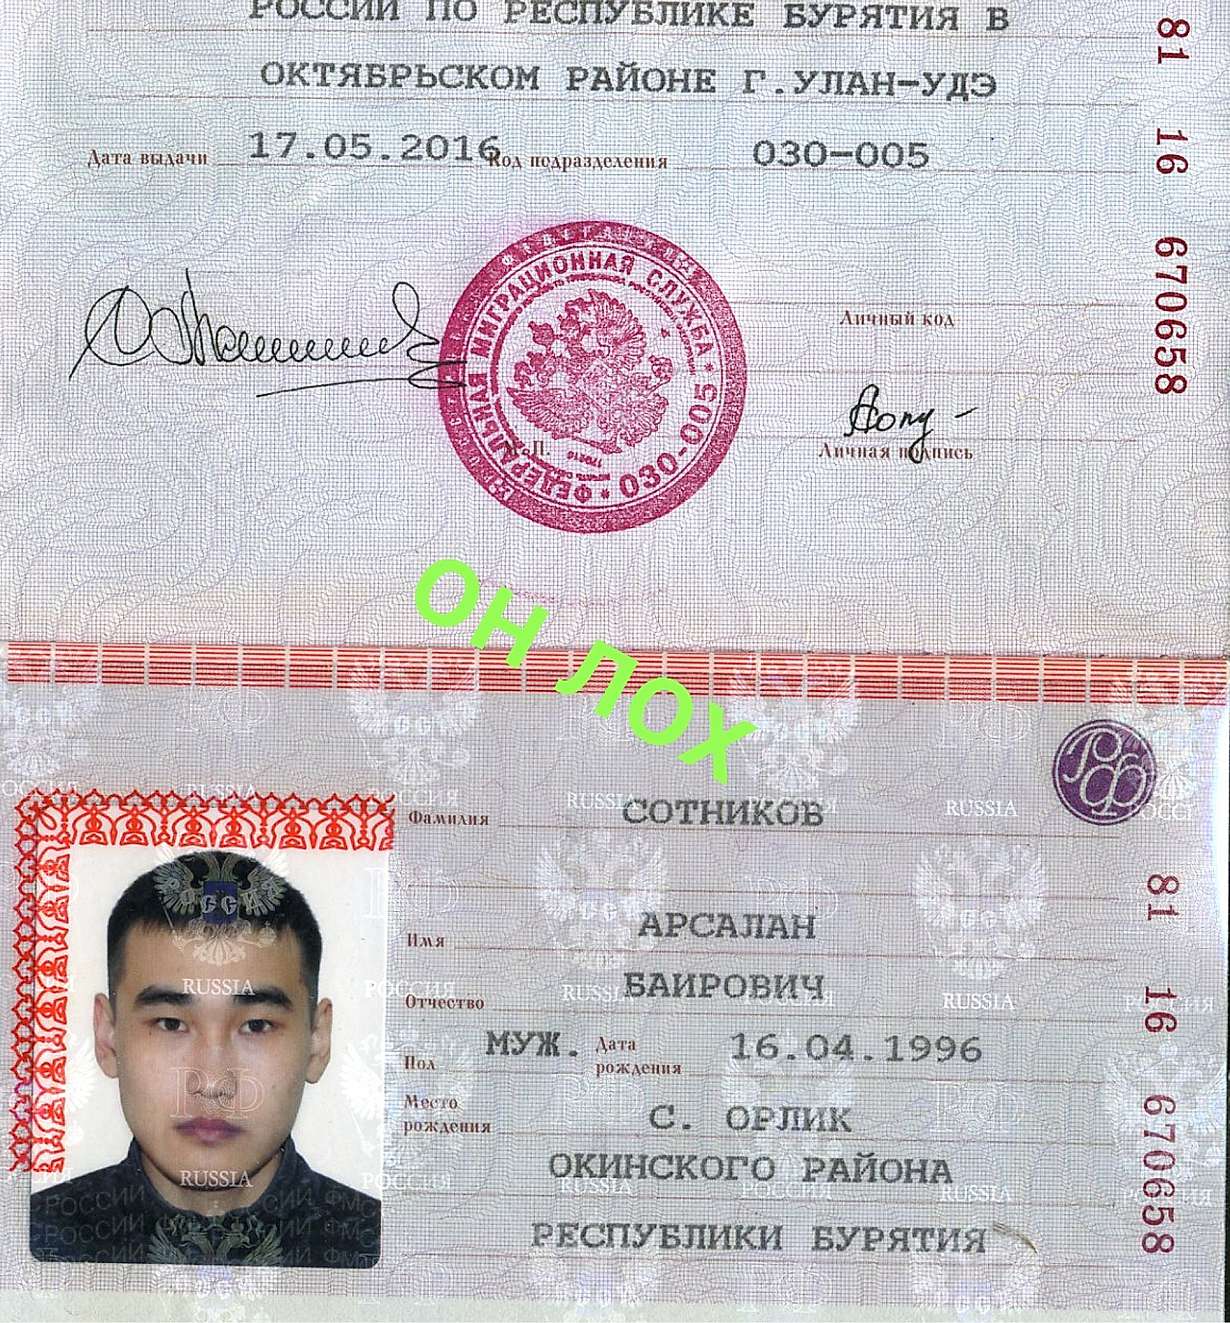 РОССИИ ПО РЕСПУБЛИКЕ БУРЯТИЯ В
ОКТЯБРЬСКОМ РАЙОНЕ Г.УЛАН-УДЭ
Дата выдачи 17.05.2016 Код подразделения 030-005
81 16 670658
ФЕДЕРАЛЬНАЯ МИГРАЦИОННАЯ СЛУЖБА * 030-005 *
Личный код
М.П.
Личная подпись
ОН ЛОХ
РФ
Фамилия СОТНИКОВ
Имя АРСАЛАН
Отчество БАИРОВИЧ
Пол МУЖ. Дата рождения 16.04.1996
Место рождения С. ОРЛИК
ОКИНСКОГО РАЙОНА
РЕСПУБЛИКИ БУРЯТИЯ
81 16 670658
RUSSIA
РОССИЯ